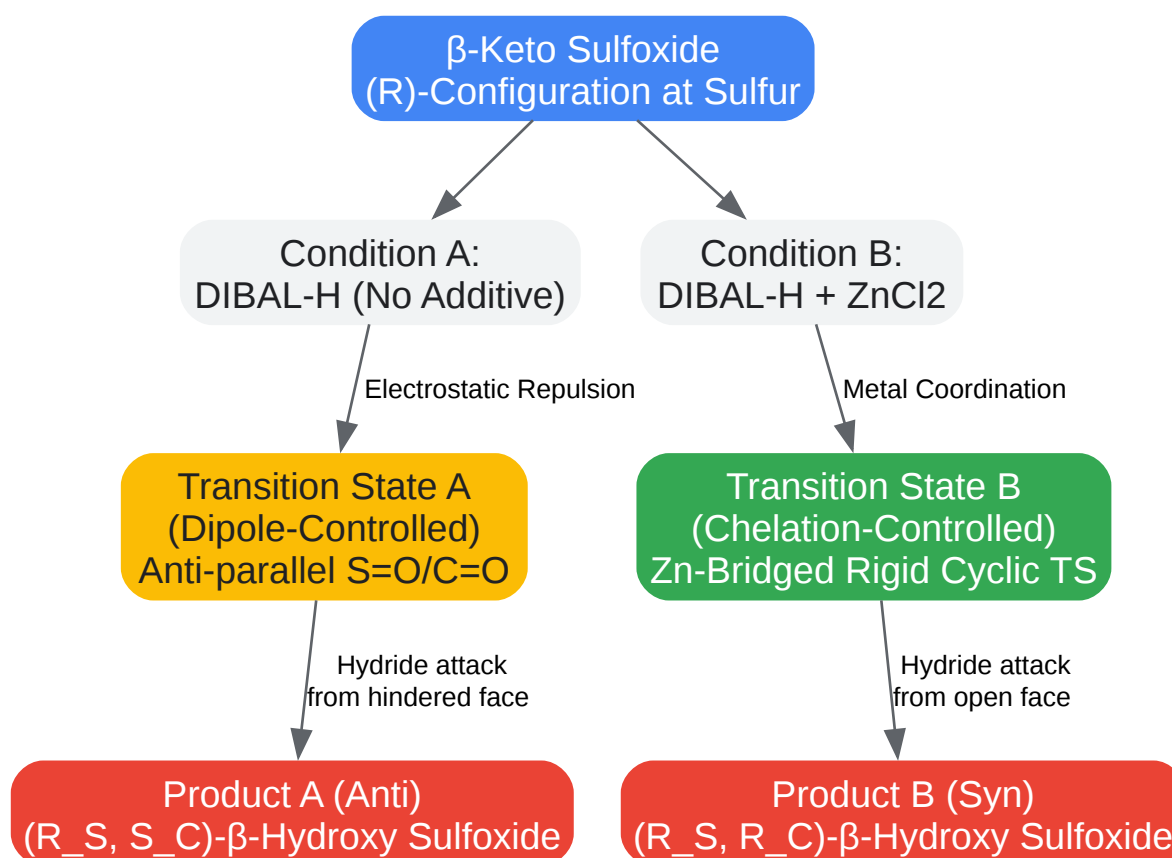 β-Keto Sulfoxide
(R)-Configuration at Sulfur
Condition A:
DIBAL-H (No Additive)
Condition B:
DIBAL-H + ZnCl2
Electrostatic Repulsion
Metal Coordination
Transition State A
(Dipole-Controlled)
Anti-parallel S=O/C=O
Transition State B
(Chelation-Controlled)
Zn-Bridged Rigid Cyclic TS
Hydride attack
from hindered face
Hydride attack
from open face
Product A (Anti)
(R_S, S_C)-β-Hydroxy Sulfoxide
Product B (Syn)
(R_S, R_C)-β-Hydroxy Sulfoxide